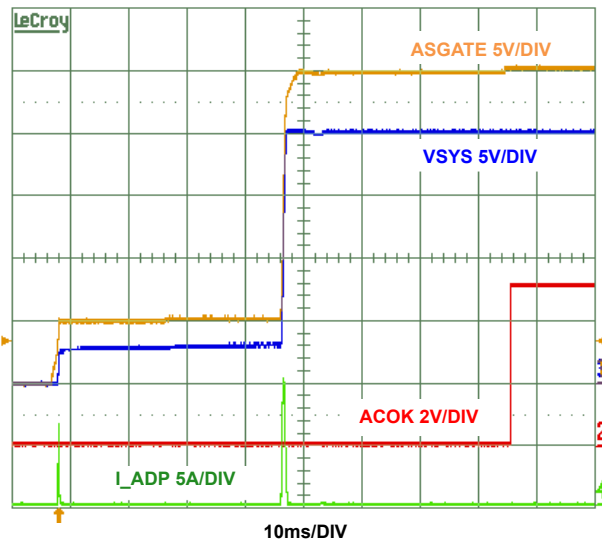 LeCroy
ASGATE 5V/DIV
VSYS 5V/DIV
ACOK 2V/DIV
I_ADP 5A/DIV
10ms/DIV